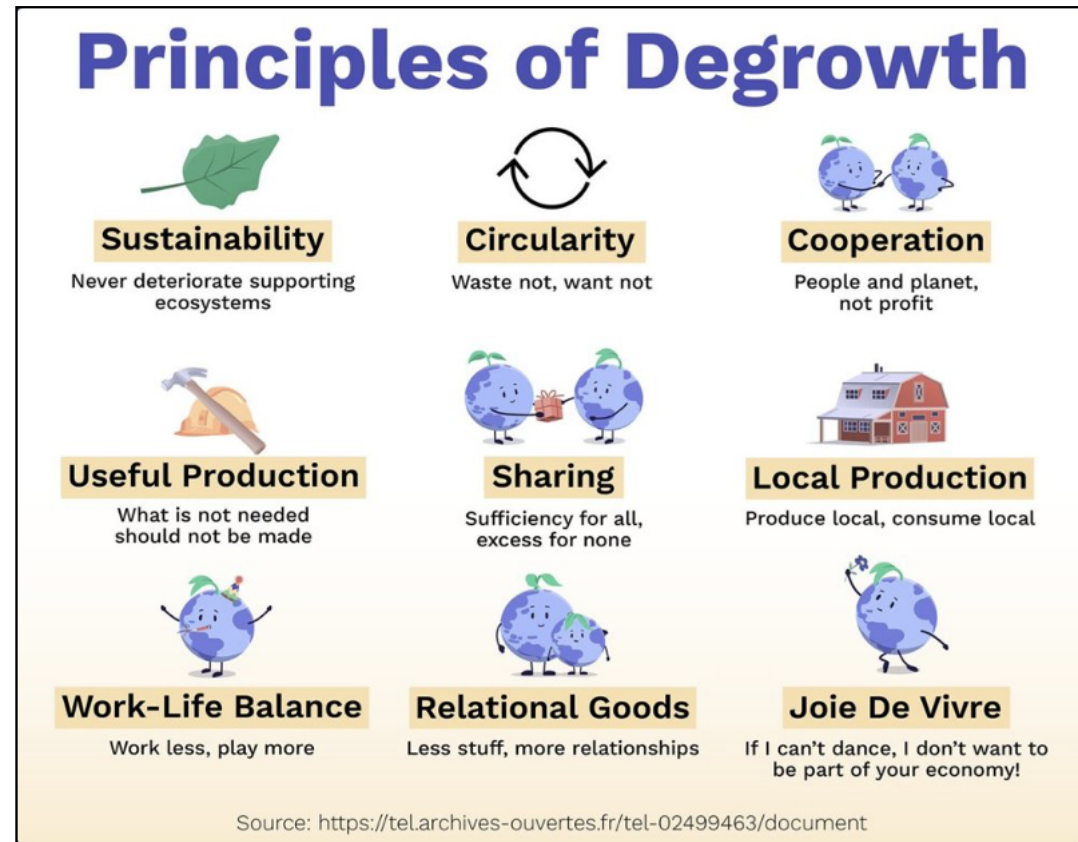 Principles of Degrowth
Sustainability
Never deteriorate supporting
ecosystems
Circularity
Waste not, want not
Cooperation
People and planet,
not profit
Useful Production
What is not needed
should not be made
Sharing
Sufficiency for all,
excess for none
Local Production
Produce local, consume local
Work-Life Balance
Work less, play more
Relational Goods
Less stuff, more relationships
Joie De Vivre
If I can’t dance, I don’t want to
be part of your economy!
Source: https://tel.archives-ouvertes.fr/tel-02499463/document